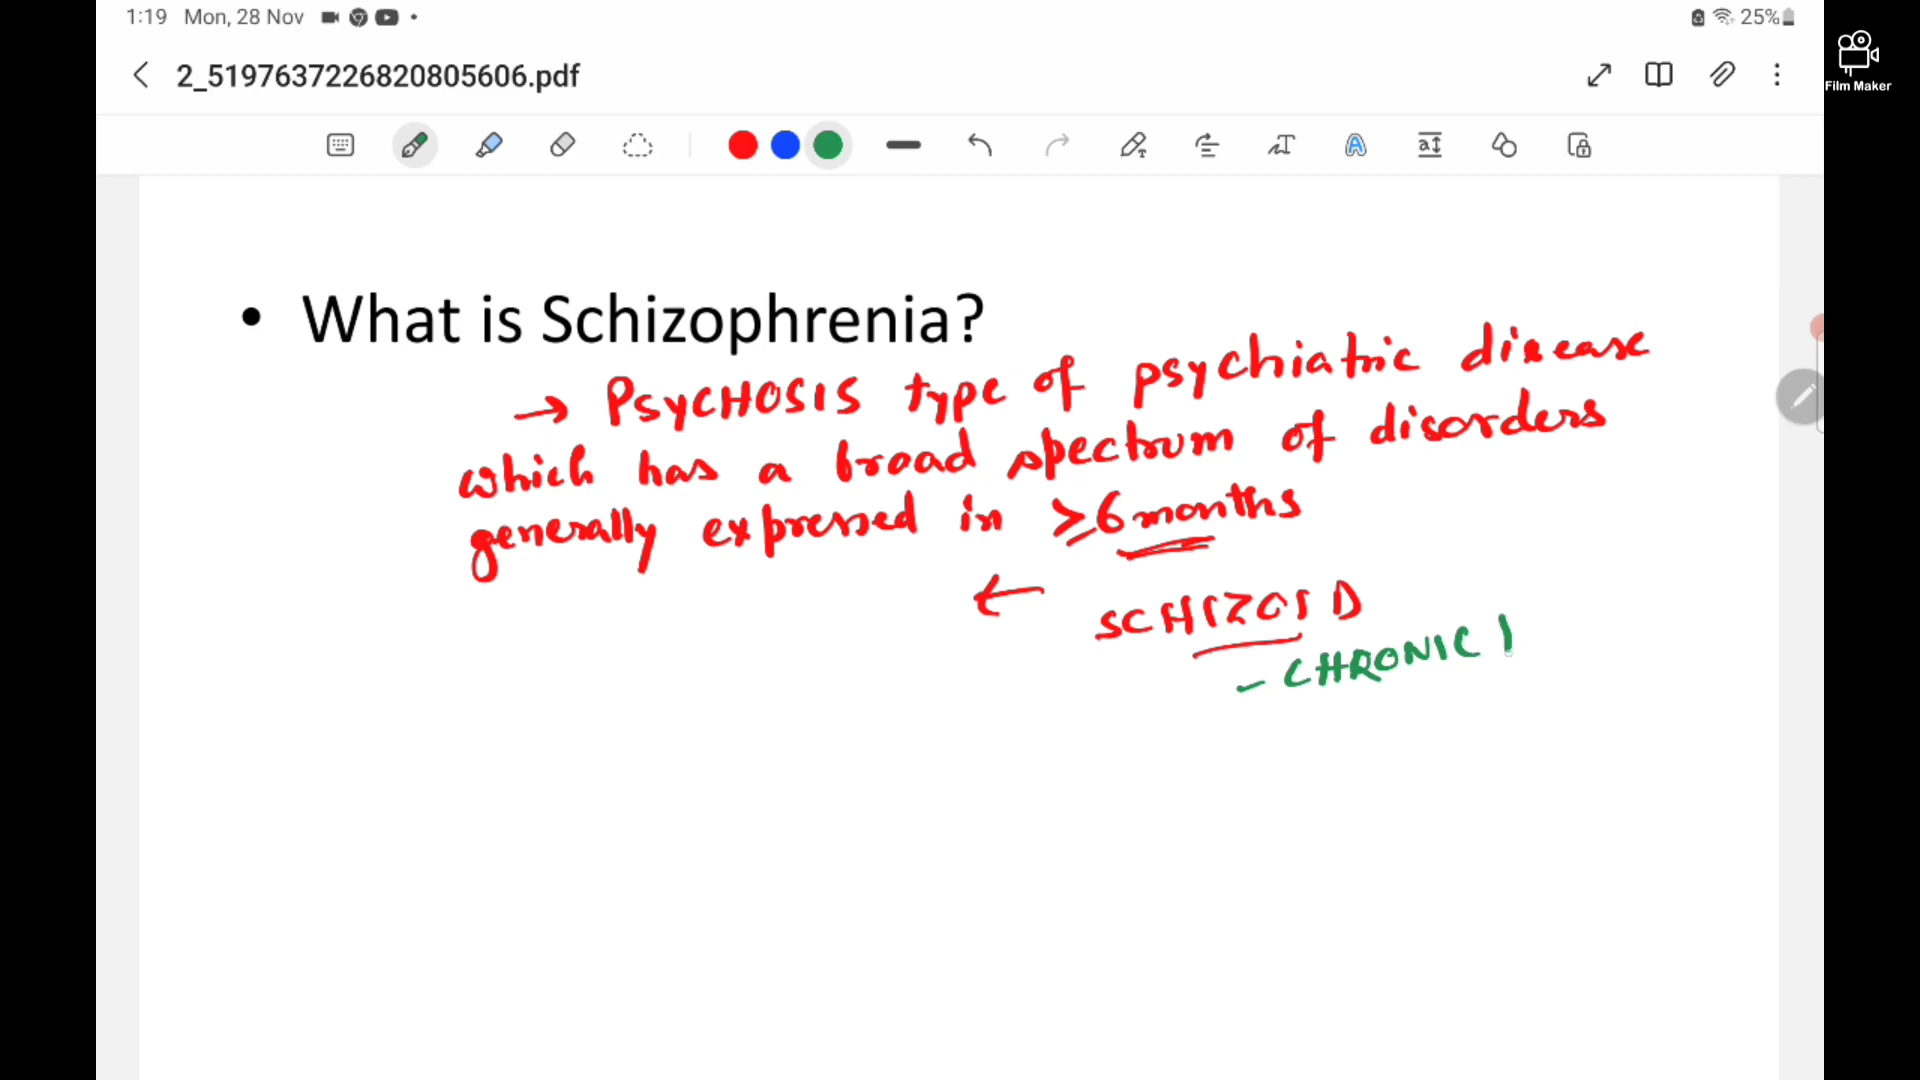 1:19 Mon, 28 Nov
25%
Film Maker
2_5197637226820805606.pdf
• What is Schizophrenia?
→ PSYCHOSIS type of psychiatric disease
which has a broad spectrum of disorders
generally expressed in ≥6 months
← SCHIZOID
- CHRONIC